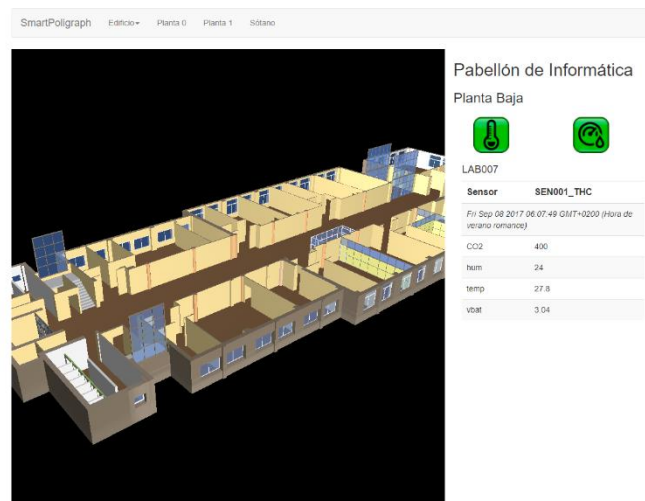 SmartPoligraph Edificio Planta 0 Planta 1 Sótano
Pabellón de Informática
Planta Baja
LAB007
Sensor SEN001_THC
Fri Sep 08 2017 06:07:49 GMT+0200 (Hora de
verano romance)
CO2 400
hum 24
temp 27.8
vbat 3.04